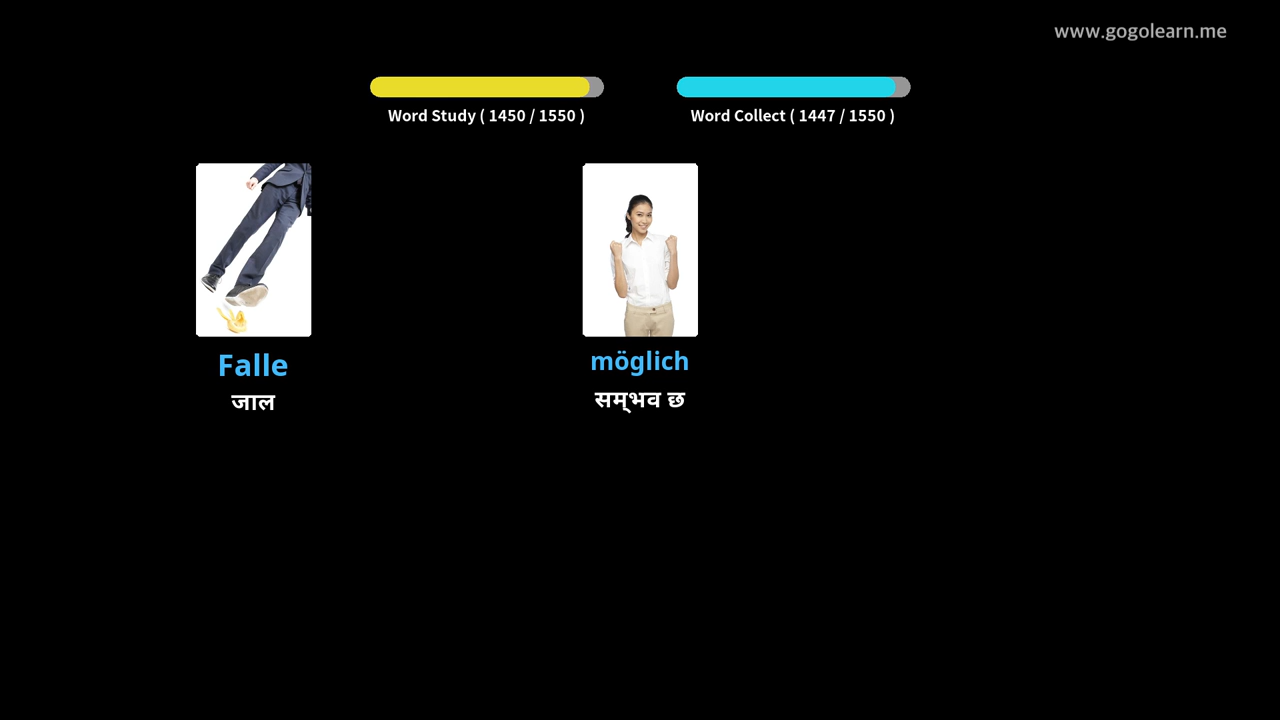 www.gogolearn.me
Word Study ( 1450 / 1550 )
Word Collect ( 1447 / 1550 )
Falle
जाल
möglich
सम्भव छ